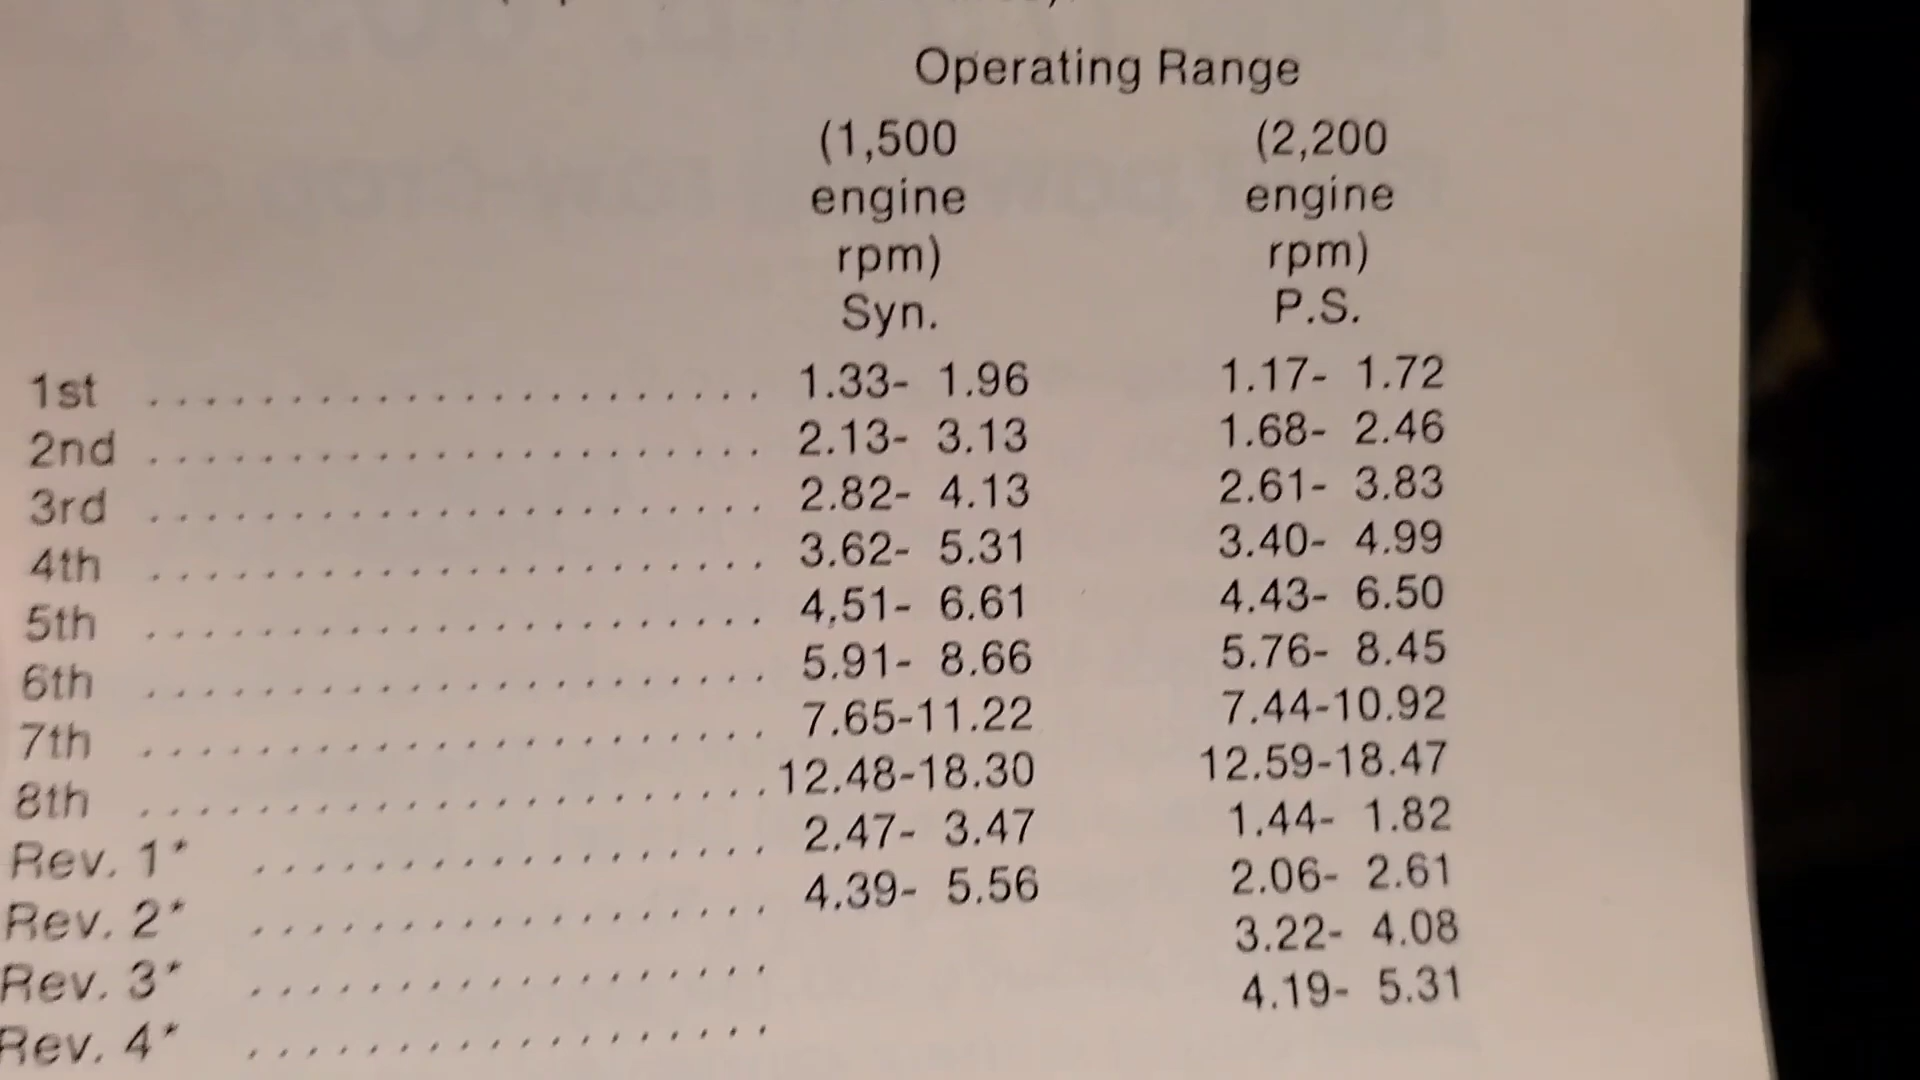 Operating Range
(1,500 (2,200
engine engine
rpm) rpm)
Syn. P.S.
1st ...................... 1.33- 1.96 1.17- 1.72
2nd ...................... 2.13- 3.13 1.68- 2.46
3rd ...................... 2.82- 4.13 2.61- 3.83
4th ...................... 3.62- 5.31 3.40- 4.99
5th ...................... 4,51- 6.61 4.43- 6.50
6th ...................... 5.91- 8.66 5.76- 8.45
7th ...................... 7.65-11.22 7.44-10.92
8th ...................... 12.48-18.30 12.59-18.47
Rev. 1* .................. 2.47- 3.47 1.44- 1.82
Rev. 2* .................. 4.39- 5.56 2.06- 2.61
Rev. 3* .................. 3.22- 4.08
Rev. 4* .................. 4.19- 5.31